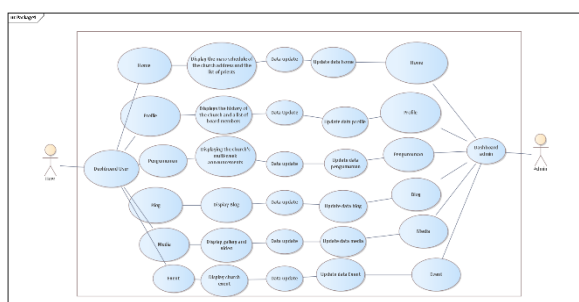 uc Package1
Home
Display the mass schedule of
the church address and the
list of priests
Data update
Update data home
Home
Profile
Displays the history of
the church and a list of
board members
Data Update
Update data profile
Profile
User
Dashboard User
Pengumuman
Displaying the church's
announcements
Data update
Update data
pengumuman
Pengumuman
Dashboard
admin
Admin
Blog
Display Blog
Data update
Update data blog
Blog
Media
Display gallery and
video
Data update
Update data media
Media
Event
Display church
event
Data update
Update data Event
Event